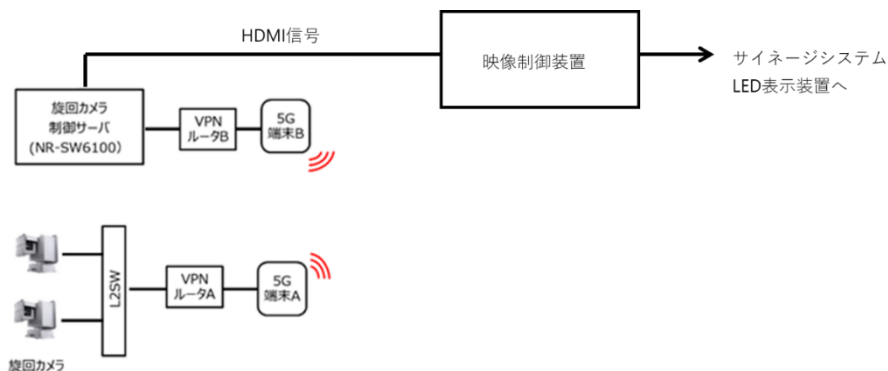 HDMI信号
映像制御装置
サイネージシステム
LED表示装置へ
旋回カメラ
制御サーバ
(NR-SW6100)
VPN
ルータB
5G
端末B
L2SW
VPN
ルータA
5G
端末A
旋回カメラ